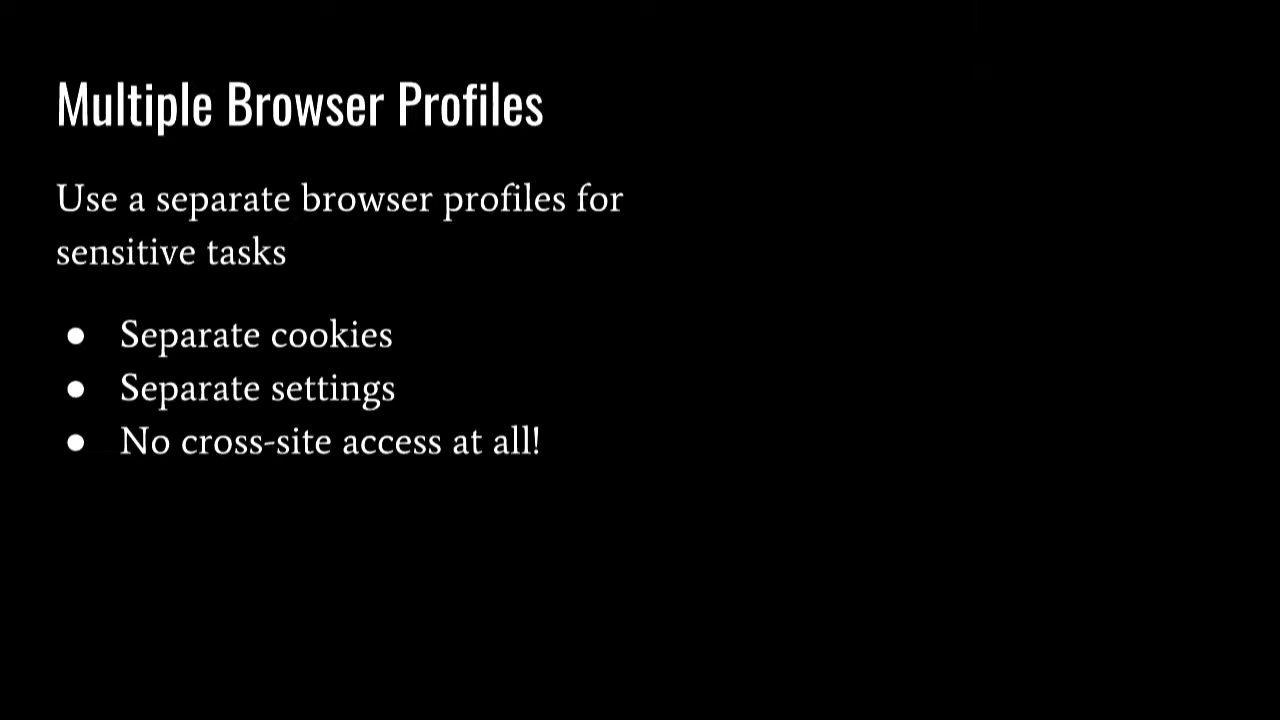 Multiple Browser Profiles
Use a separate browser profiles for
sensitive tasks
● Separate cookies
● Separate settings
● No cross-site access at all!